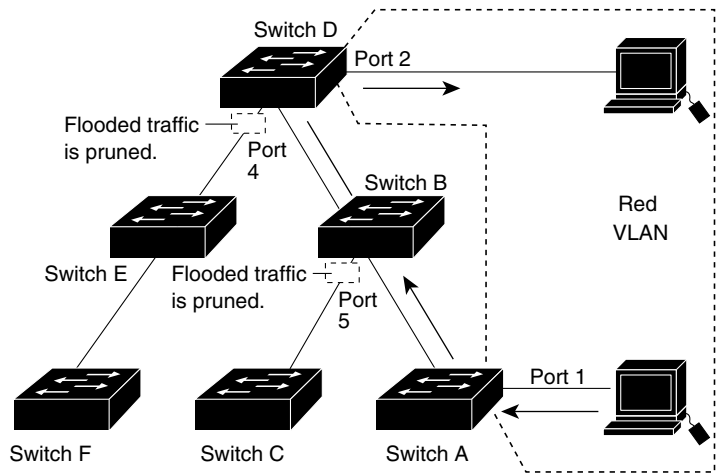 Switch D
Port 2
Flooded traffic
is pruned.
Port
4
Switch B
Red
VLAN
Switch E
Flooded traffic
is pruned.
Port
5
Port 1
Switch F
Switch C
Switch A